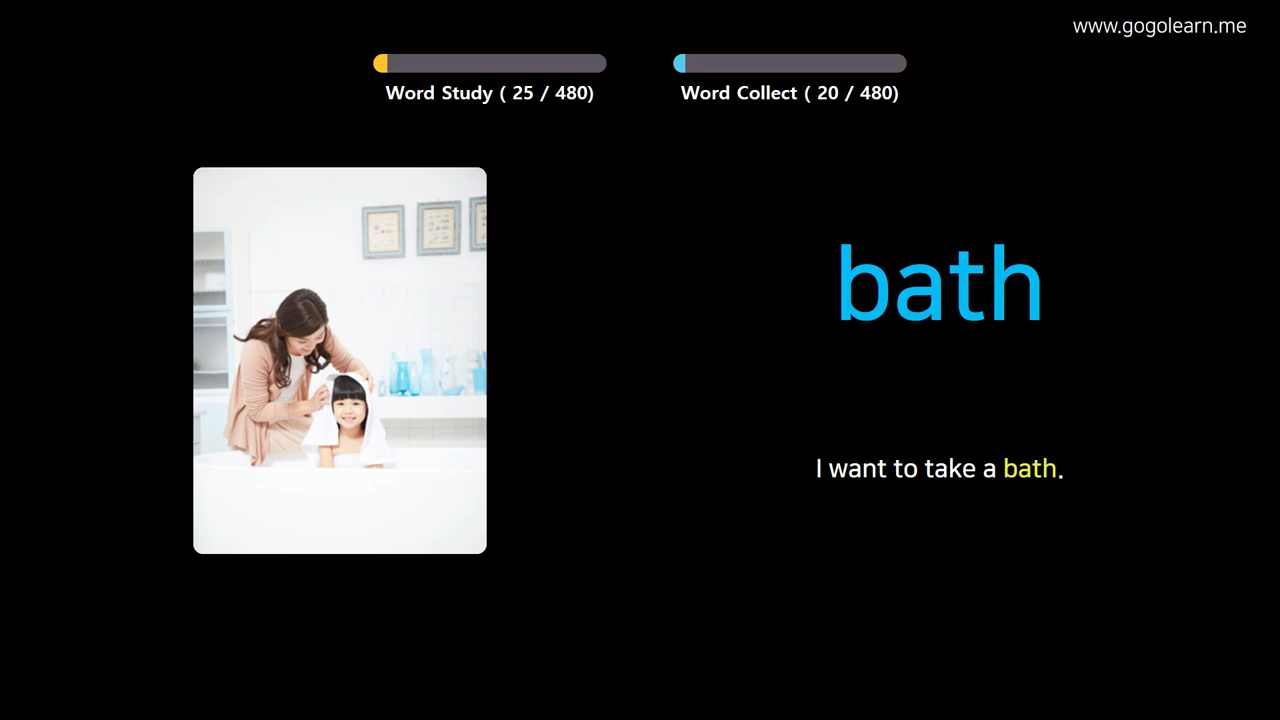 www.gogolearn.me
Word Study ( 25 / 480)
Word Collect ( 20 / 480)
bath
I want to take a bath.